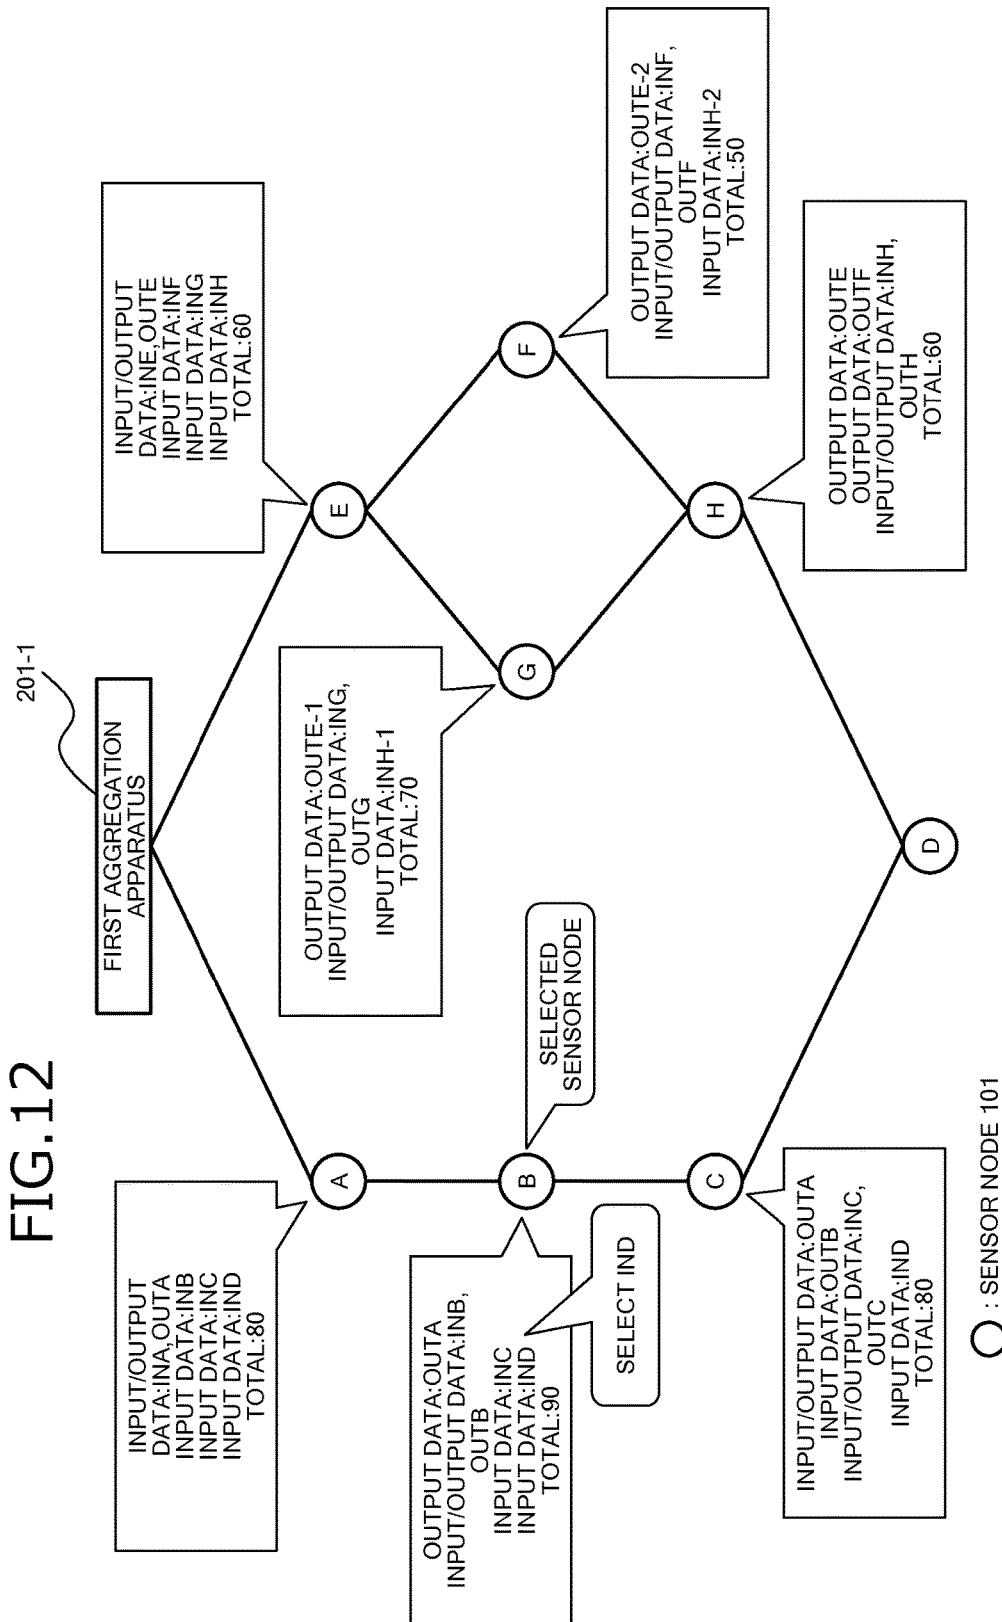 FIG.12
201-1
FIRST AGGREGATION
APPARATUS
INPUT/OUTPUT
DATA:INA,OUTA
INPUT DATA:INB
INPUT DATA:INC
INPUT DATA:IND
TOTAL:80
A
INPUT/OUTPUT
DATA:INE,OUTE
INPUT DATA:INF
INPUT DATA:ING
INPUT DATA:INH
TOTAL:60
E
OUTPUT DATA:OUTA
INPUT/OUTPUT DATA:INB,
OUTB
INPUT DATA:INC
INPUT DATA:IND
TOTAL:90
B
SELECTED
SENSOR NODE
SELECT IND
OUTPUT DATA:OUTE-1
INPUT/OUTPUT DATA:ING,
OUTG
INPUT DATA:INH-1
TOTAL:70
G
F
OUTPUT DATA:OUTE-2
INPUT/OUTPUT DATA:INF,
OUTF
INPUT DATA:INH-2
TOTAL:50
C
INPUT/OUTPUT DATA:OUTA
INPUT DATA:OUTB
INPUT/OUTPUT DATA:INC,
OUTC
INPUT DATA:IND
TOTAL:80
H
OUTPUT DATA:OUTE
OUTPUT DATA:OUTF
INPUT/OUTPUT DATA:INH,
OUTH
TOTAL:60
D
: SENSOR NODE 101